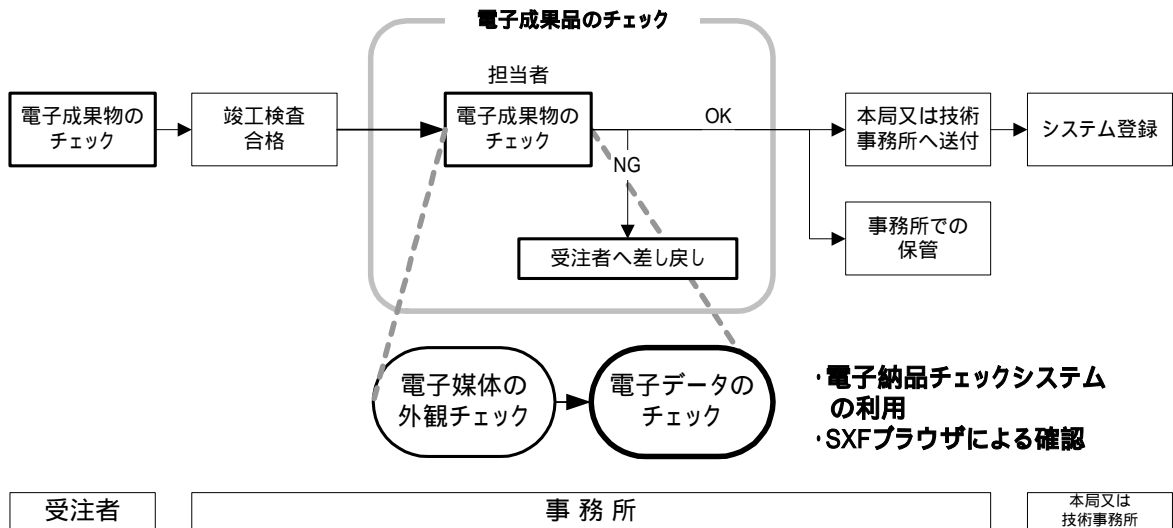 電子成果品のチェック
担当者
電子成果物の
チェック
竣工検査
合格
電子成果物の
チェック
OK
NG
本局又は技術
事務所へ送付
システム登録
受注者へ差し戻し
事務所での
保管
電子媒体の
外観チェック
電子データの
チェック
・電子納品チェックシステム
の利用
・SXFブラウザによる確認
受注者
事 務 所
本局又は
技術事務所